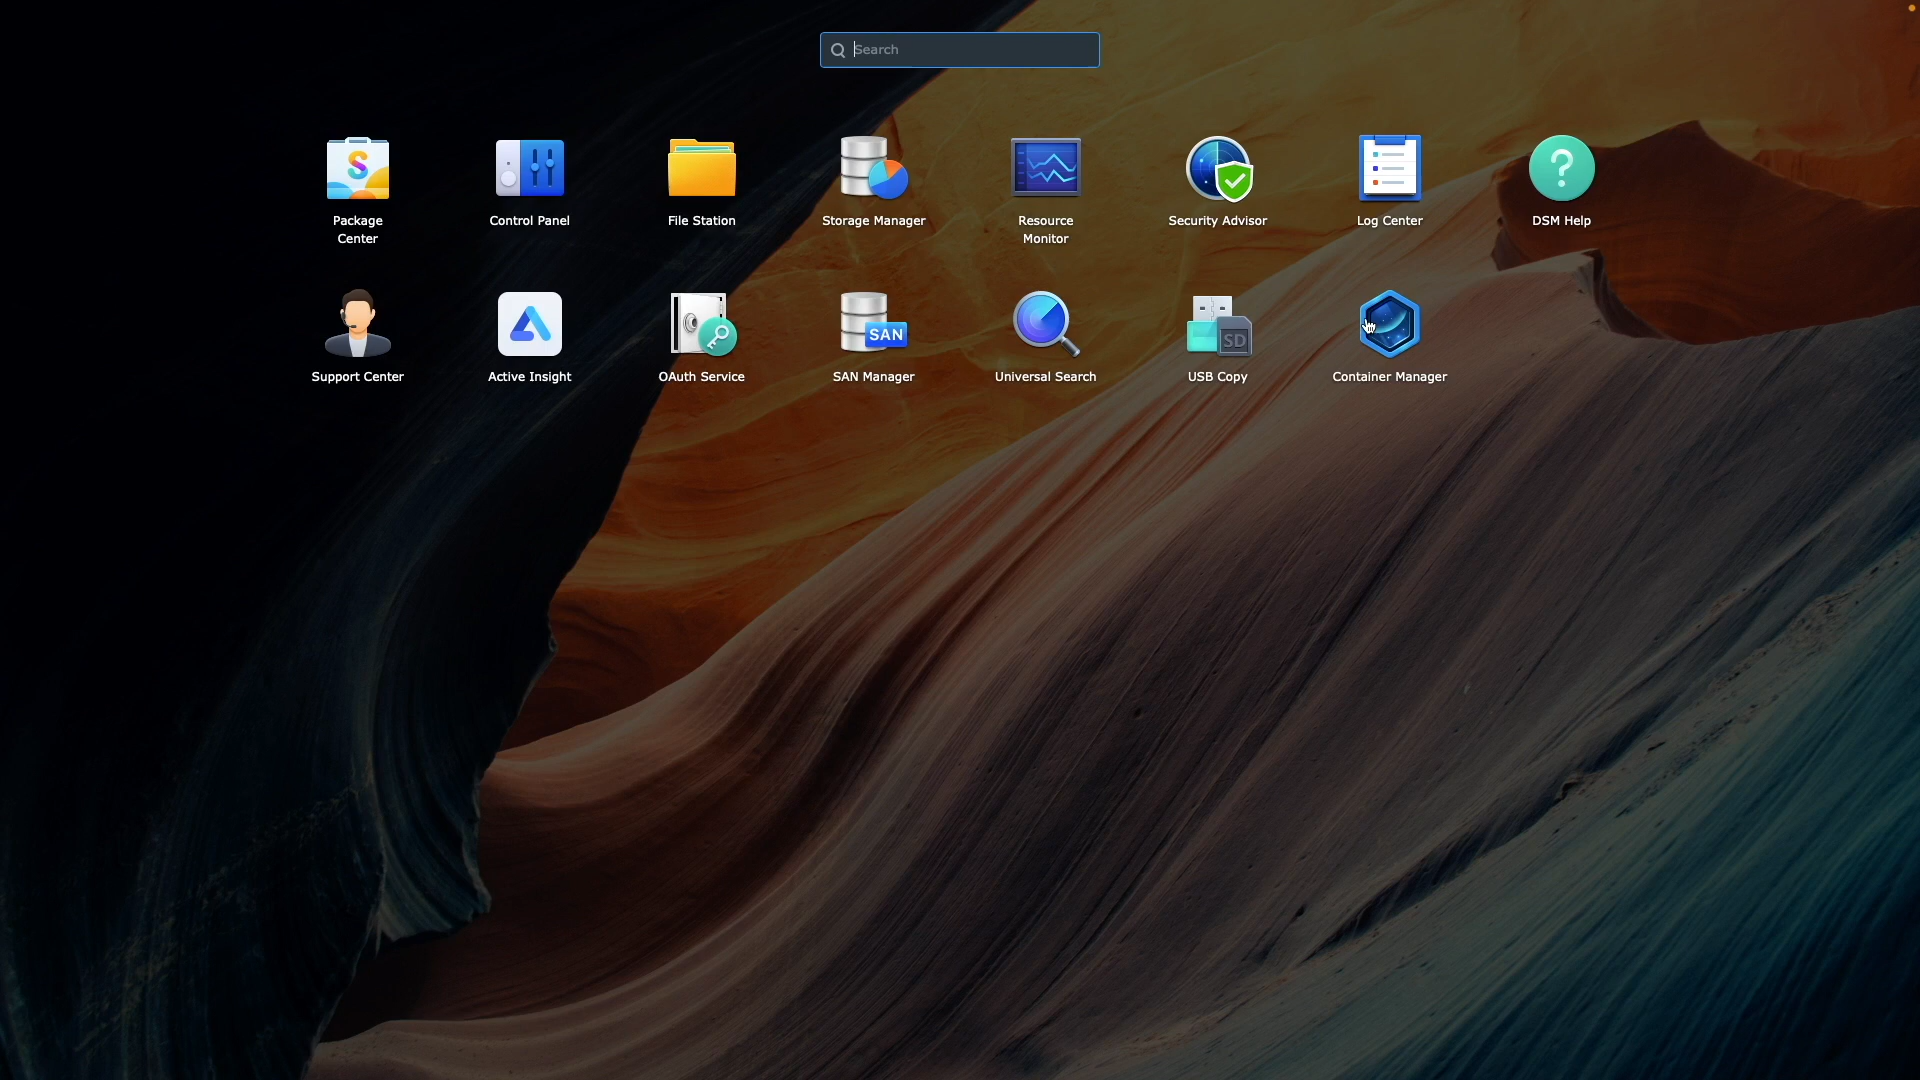 Search
Package
Center
Control Panel
File Station
Storage Manager
Resource
Monitor
Security Advisor
Log Center
DSM Help
SAN
SD
Support Center
Active Insight
OAuth Service
SAN Manager
Universal Search
USB Copy
Container Manager